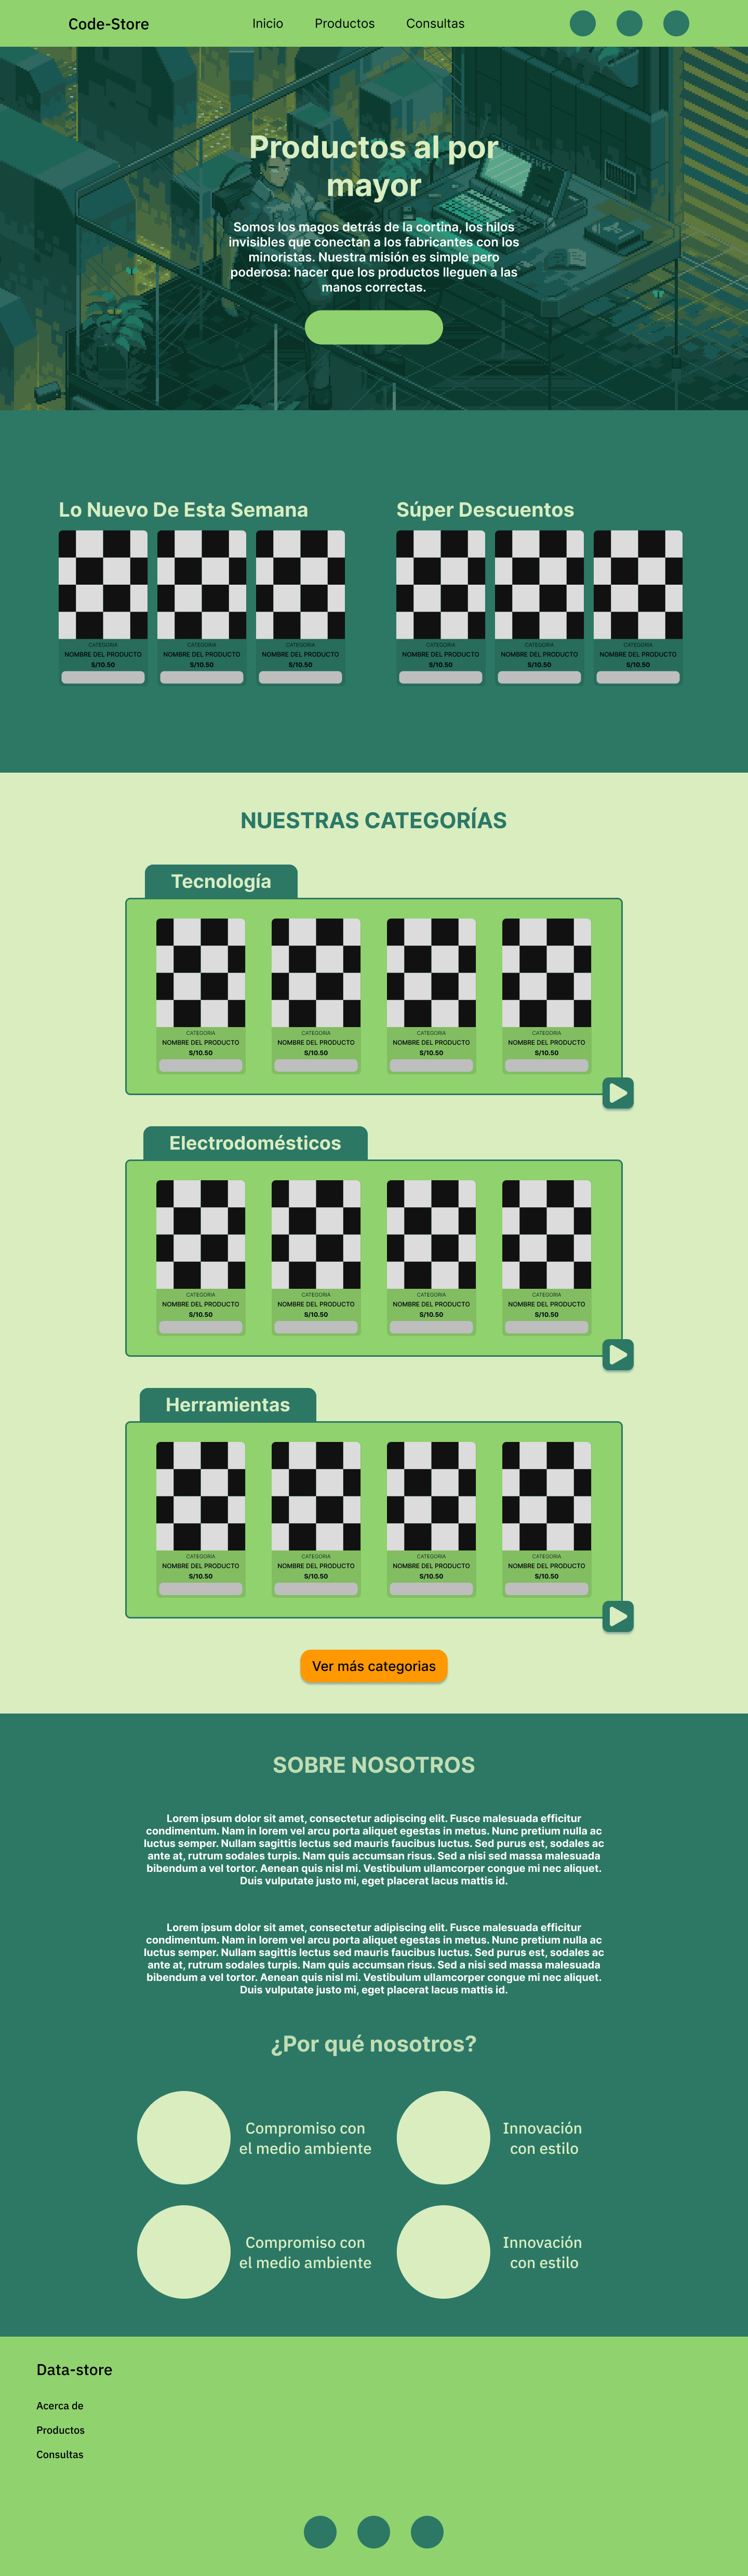 Code-Store
Inicio
Productos
Consultas
Productos al por
mayor
Somos los magos detrás de la cortina, los hilos
invisibles que conectan a los fabricantes con los
minoristas. Nuestra misión es simple pero
poderosa: hacer que los productos lleguen a las
manos correctas.
Lo Nuevo De Esta Semana
CATEGORIA
NOMBRE DEL PRODUCTO
S/10.50
CATEGORIA
NOMBRE DEL PRODUCTO
S/10.50
CATEGORIA
NOMBRE DEL PRODUCTO
S/10.50
Súper Descuentos
CATEGORIA
NOMBRE DEL PRODUCTO
S/10.50
CATEGORIA
NOMBRE DEL PRODUCTO
S/10.50
CATEGORIA
NOMBRE DEL PRODUCTO
S/10.50
NUESTRAS CATEGORÍAS
Tecnología
CATEGORIA
NOMBRE DEL PRODUCTO
S/10.50
CATEGORIA
NOMBRE DEL PRODUCTO
S/10.50
CATEGORIA
NOMBRE DEL PRODUCTO
S/10.50
CATEGORIA
NOMBRE DEL PRODUCTO
S/10.50
Electrodomésticos
CATEGORIA
NOMBRE DEL PRODUCTO
S/10.50
CATEGORIA
NOMBRE DEL PRODUCTO
S/10.50
CATEGORIA
NOMBRE DEL PRODUCTO
S/10.50
CATEGORIA
NOMBRE DEL PRODUCTO
S/10.50
Herramientas
CATEGORIA
NOMBRE DEL PRODUCTO
S/10.50
CATEGORIA
NOMBRE DEL PRODUCTO
S/10.50
CATEGORIA
NOMBRE DEL PRODUCTO
S/10.50
CATEGORIA
NOMBRE DEL PRODUCTO
S/10.50
Ver más categorias
SOBRE NOSOTROS
Lorem ipsum dolor sit amet, consectetur adipiscing elit. Fusce malesuada efficitur
condimentum. Nam in lorem vel arcu porta aliquet egestas in metus. Nunc pretium nulla ac
luctus semper. Nullam sagittis lectus sed mauris faucibus luctus. Sed purus est, sodales ac
ante at, rutrum sodales turpis. Nam quis accumsan risus. Sed a nisi sed massa malesuada
bibendum a vel tortor. Aenean quis nisl mi. Vestibulum ullamcorper congue mi nec aliquet.
Duis vulputate justo mi, eget placerat lacus mattis id.
Lorem ipsum dolor sit amet, consectetur adipiscing elit. Fusce malesuada efficitur
condimentum. Nam in lorem vel arcu porta aliquet egestas in metus. Nunc pretium nulla ac
luctus semper. Nullam sagittis lectus sed mauris faucibus luctus. Sed purus est, sodales ac
ante at, rutrum sodales turpis. Nam quis accumsan risus. Sed a nisi sed massa malesuada
bibendum a vel tortor. Aenean quis nisl mi. Vestibulum ullamcorper congue mi nec aliquet.
Duis vulputate justo mi, eget placerat lacus mattis id.
¿Por qué nosotros?
Compromiso con
el medio ambiente
Innovación
con estilo
Compromiso con
el medio ambiente
Innovación
con estilo
Data-store
Acerca de
Productos
Consultas